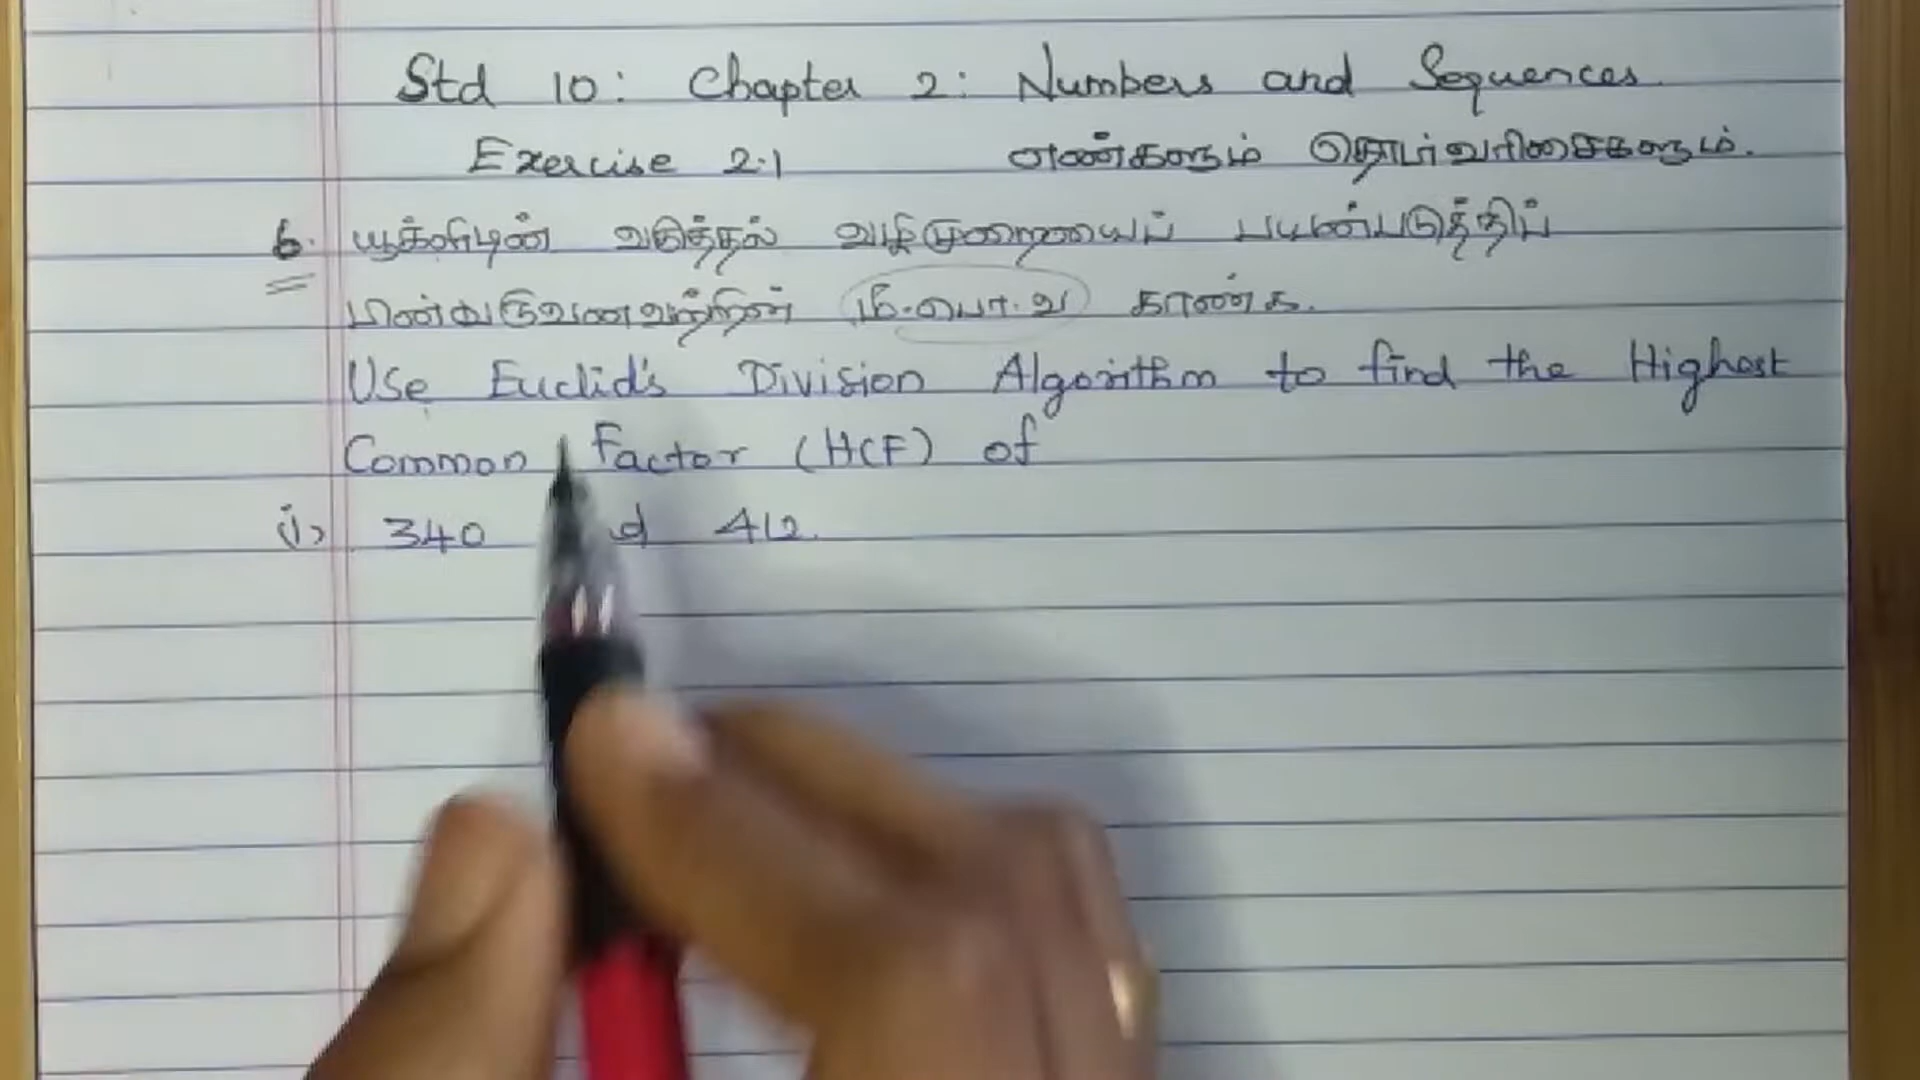 Std 10: Chapter 2: Numbers and Sequences
Exercise 2.1 எண்களும் தொடர்வரிசைகளும்.
6. யூக்ளிடின் வகுத்தல் வழிமுறையைப் பயன்படுத்திப்
பின்வருவனவற்றின் மீ.பொ.வ காண்க.
Use Euclid's Division Algorithm to find the Highest
Common Factor (HCF) of
(i) 340 d 412.